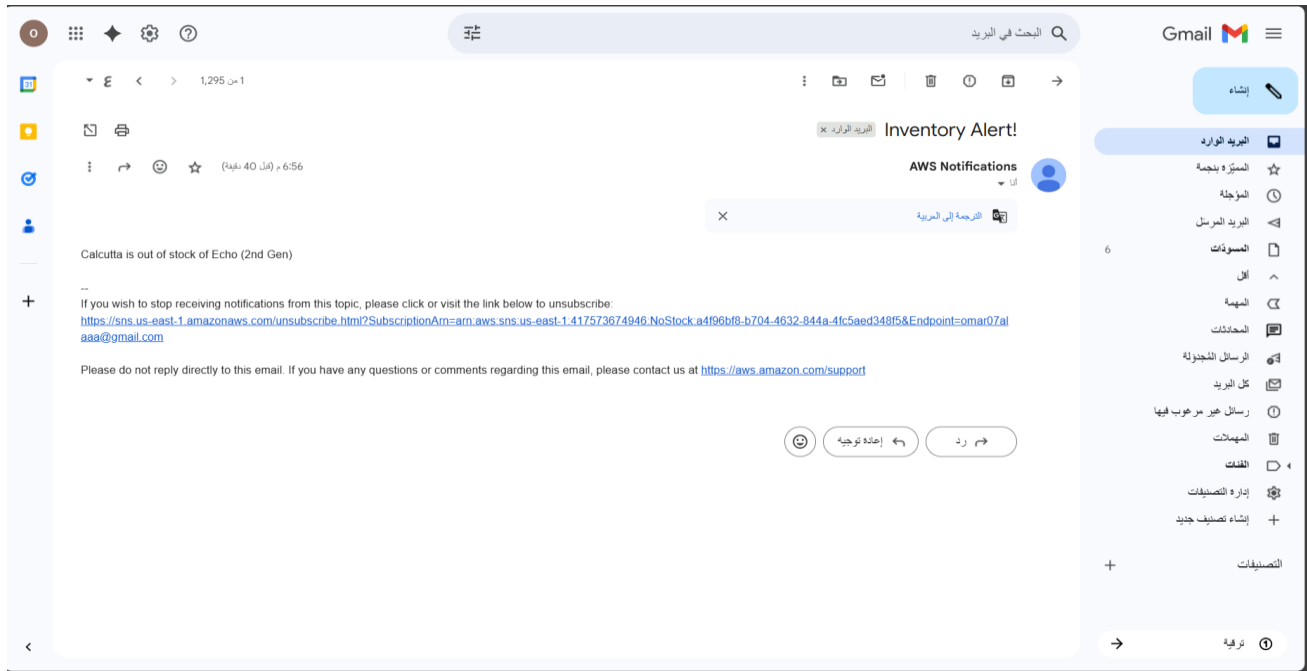 Gmail
البحث في البريد
O
إنشاء
البريد الوارد
المميّزة بنجمة
المؤجلة
البريد المرسَل
المسودّات
6
أقل
المهمة
المحادثات
الرسائل المُجدوَلة
كل البريد
رسائل غير مرغوب فيها
المهملات
الفئات
إدارة التصنيفات
إنشاء تصنيف جديد
التصنيفات
ترقية
1 من 1,295
ع
Inventory Alert!
البريد الوارد ×
AWS Notifications
6:56 م (قبل 40 دقيقة)
أنا
الترجمة إلى العربية
Calcutta is out of stock of Echo (2nd Gen)
--
If you wish to stop receiving notifications from this topic, please click or visit the link below to unsubscribe:
https://sns.us-east-1.amazonaws.com/unsubscribe.html?SubscriptionArn=arn:aws:sns:us-east-1:417573674946:NoStock:a4f96bf8-b704-4632-844a-4fc5aed348f5&Endpoint=omar07al
aaa@gmail.com
Please do not reply directly to this email. If you have any questions or comments regarding this email, please contact us at https://aws.amazon.com/support
رد
إعادة توجيه
31